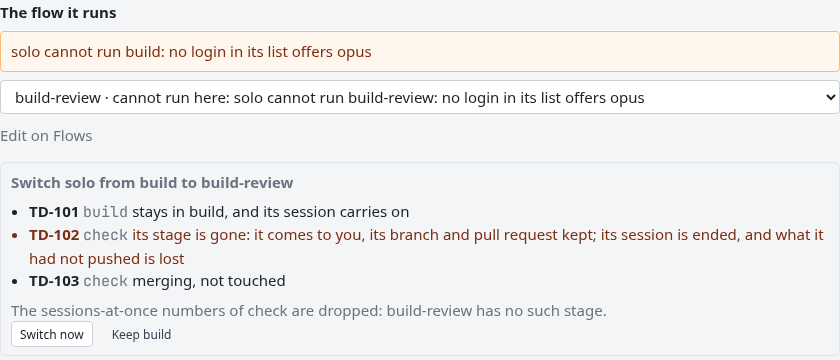 The flow it runs
solo cannot run build: no login in its list offers opus
build-review · cannot run here: solo cannot run build-review: no login in its list offers opus
Edit on Flows
Switch solo from build to build-review
• TD-101 build stays in build, and its session carries on
• TD-102 check its stage is gone: it comes to you, its branch and pull request kept; its session is ended, and what it
had not pushed is lost
• TD-103 check merging, not touched
The sessions-at-once numbers of check are dropped: build-review has no such stage.
Switch now Keep build